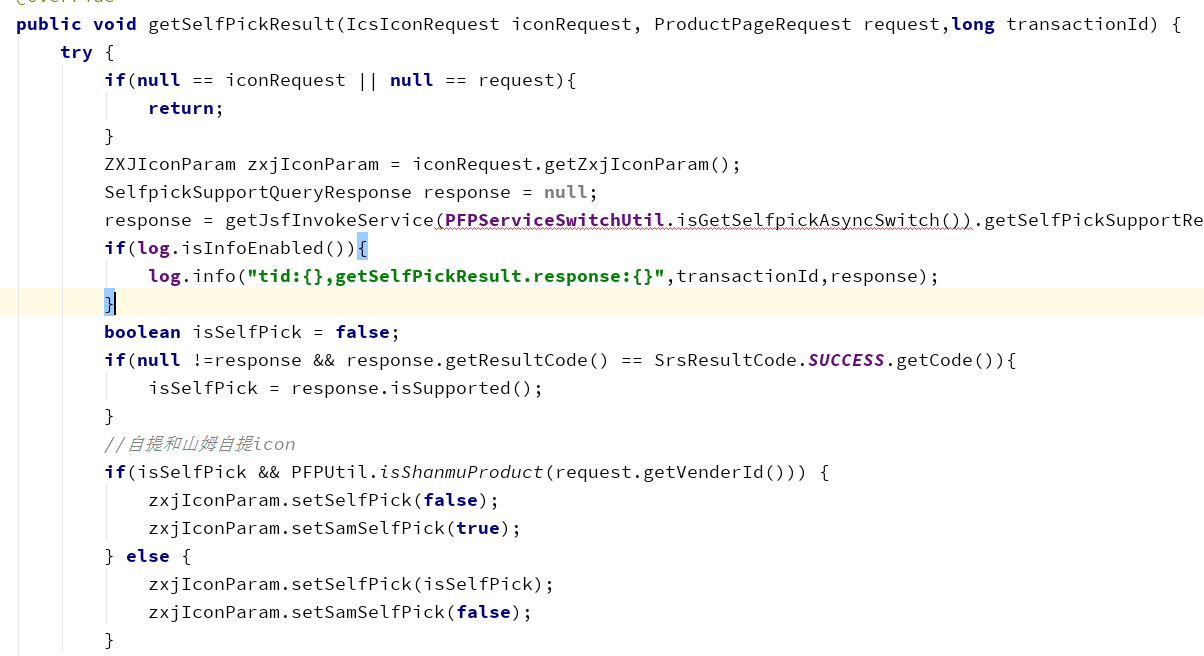 public void getSelfPickResult(IcsIconRequest iconRequest, ProductPageRequest request,long transactionId) {
try {
if(null == iconRequest || null == request){
return;
}
ZXJIconParam zxjIconParam = iconRequest.getZxjIconParam();
SelfpickSupportQueryResponse response = null;
response = getJsfInvokeService(PFPServiceSwitchUtil.isGetSelfpickAsyncSwitch()).getSelfPickSupportRe
if(log.isInfoEnabled()){
log.info("tid:{},getSelfPickResult.response:{}",transactionId,response);
}
boolean isSelfPick = false;
if(null !=response && response.getResultCode() == SrsResultCode.SUCCESS.getCode()){
isSelfPick = response.isSupported();
}
//自提和山姆自提icon
if(isSelfPick && PFPUtil.isShanmuProduct(request.getVenderId())) {
zxjIconParam.setSelfPick(false);
zxjIconParam.setSamSelfPick(true);
} else {
zxjIconParam.setSelfPick(isSelfPick);
zxjIconParam.setSamSelfPick(false);
}